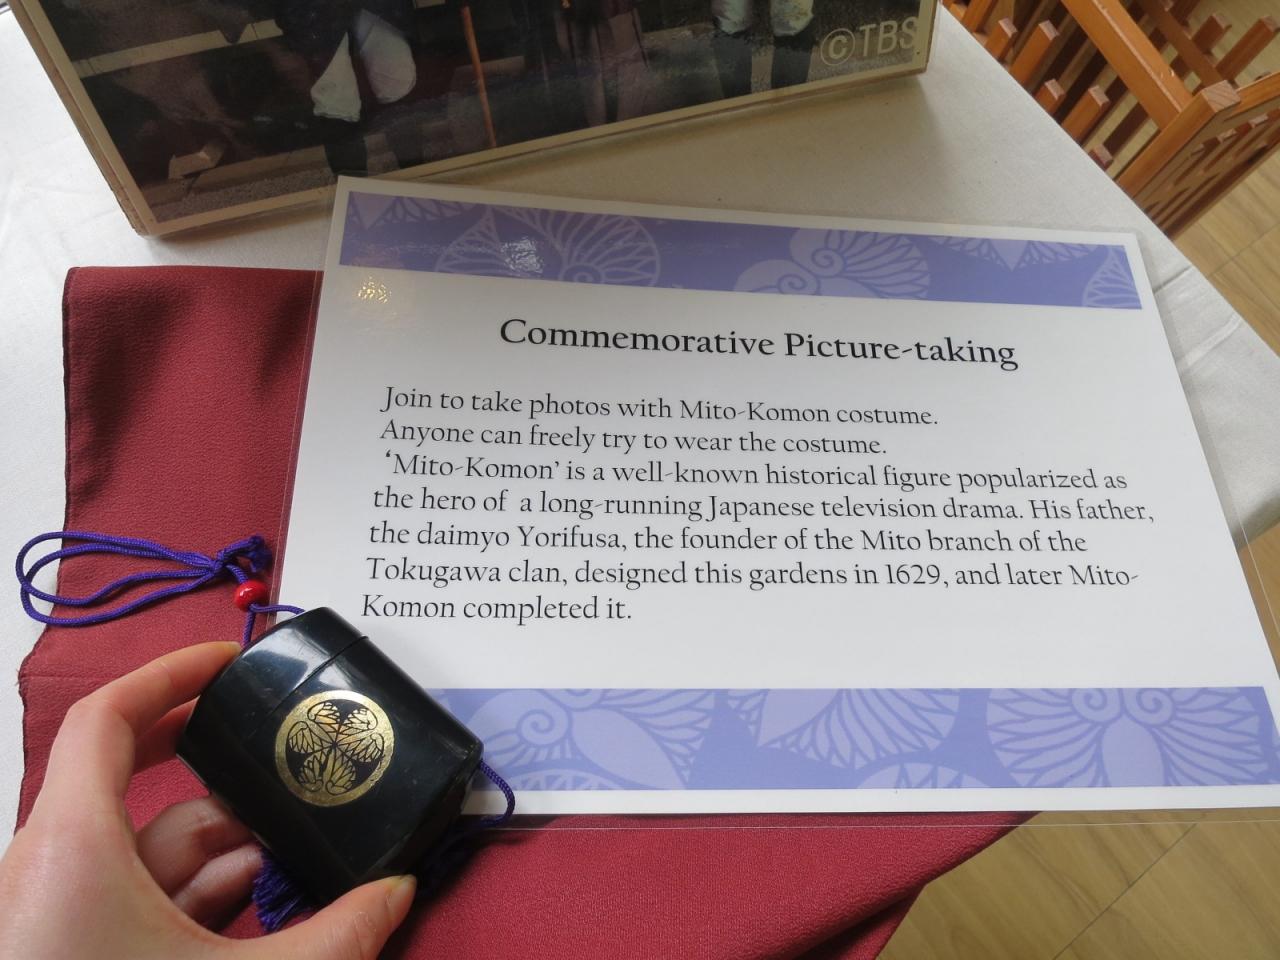 ©TBS
Commemorative Picture-taking
Join to take photos with Mito-Komon costume.
Anyone can freely try to wear the costume.
‘Mito-Komon’ is a well-known historical figure popularized as
the hero of a long-running Japanese television drama. His father,
the daimyo Yorifusa, the founder of the Mito branch of the
Tokugawa clan, designed this gardens in 1629, and later Mito-
Komon completed it.